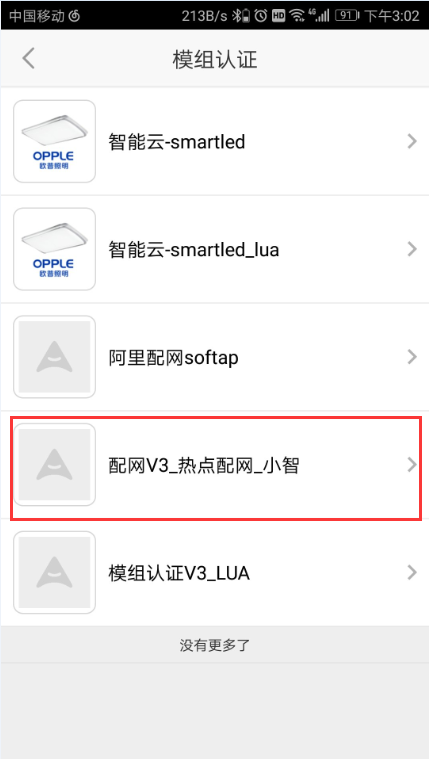 中国移动 213B/s HD 4G 91 下午3:02
模组认证
OPPLE
欧普照明
智能云-smartled
OPPLE
欧普照明
智能云-smartled_lua
阿里配网softap
配网V3_热点配网_小智
模组认证V3_LUA
没有更多了